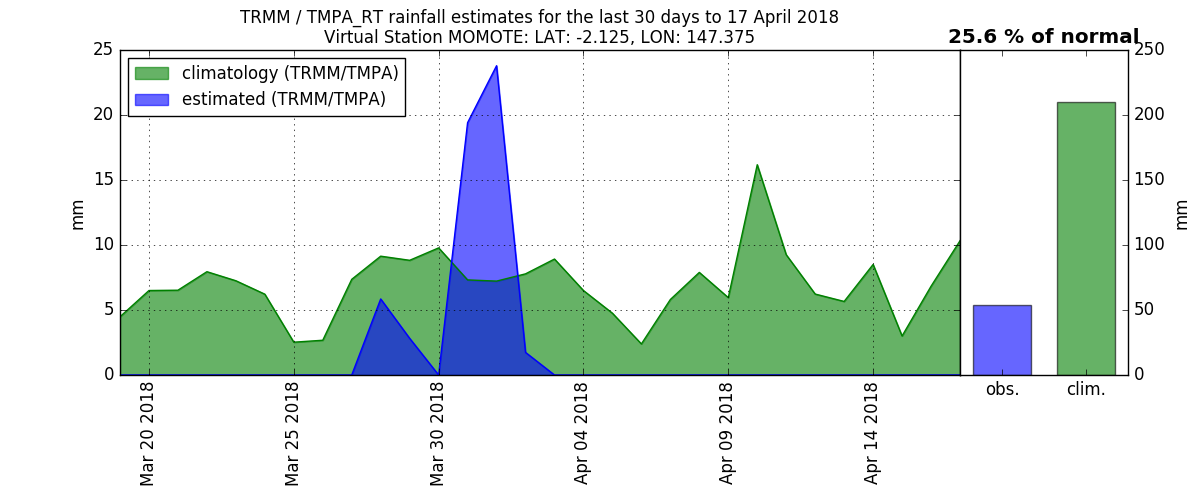 TRMM / TMPA_RT rainfall estimates for the last 30 days to 17 April 2018
Virtual Station MOMOTE: LAT: -2.125, LON: 147.375
25.6 % of normal
climatology (TRMM/TMPA)
estimated (TRMM/TMPA)
25
20
15
10
5
0
mm
250
200
150
100
50
0
mm
Mar 20 2018
Mar 25 2018
Mar 30 2018
Apr 04 2018
Apr 09 2018
Apr 14 2018
obs.
clim.